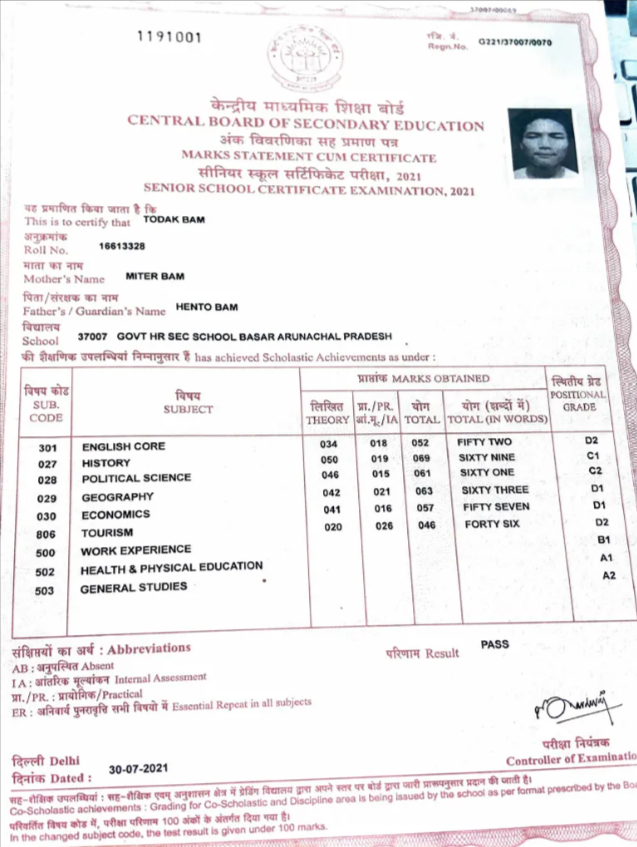 37007/00069
1191001
रजि. नं.
Regn.No. G221/37007/0070
केन्द्रीय माध्यमिक शिक्षा बोर्ड
CENTRAL BOARD OF SECONDARY EDUCATION
अंक विवरणिका सह प्रमाण पत्र
MARKS STATEMENT CUM CERTIFICATE
सीनियर स्कूल सर्टिफिकेट परीक्षा, 2021
SENIOR SCHOOL CERTIFICATE EXAMINATION, 2021
यह प्रमाणित किया जाता है कि
This is to certify that TODAK BAM
अनुक्रमांक
Roll No. 16613328
माता का नाम
Mother's Name MITER BAM
पिता/संरक्षक का नाम
Father's / Guardian's Name HENTO BAM
विद्यालय
School 37007 GOVT HR SEC SCHOOL BASAR ARUNACHAL PRADESH
की शैक्षणिक उपलब्धियां निम्नानुसार हैं has achieved Scholastic Achievements as under :
विषय कोड SUB. CODE
विषय SUBJECT
प्राप्तांक MARKS OBTAINED
लिखित THEORY
प्रा./PR. आं.मू./IA
योग TOTAL
योग (शब्दों में) TOTAL (IN WORDS)
स्थितीय ग्रेड POSITIONAL GRADE
301 ENGLISH CORE 034 018 052 FIFTY TWO D2
027 HISTORY 050 019 069 SIXTY NINE C1
028 POLITICAL SCIENCE 046 015 061 SIXTY ONE C2
029 GEOGRAPHY 042 021 063 SIXTY THREE D1
030 ECONOMICS 041 016 057 FIFTY SEVEN D1
806 TOURISM 020 026 046 FORTY SIX D2
500 WORK EXPERIENCE B1
502 HEALTH & PHYSICAL EDUCATION A1
503 GENERAL STUDIES A2
संक्षिप्तियों का अर्थ : Abbreviations
परिणाम Result PASS
AB : अनुपस्थित Absent
IA : आंतरिक मूल्यांकन Internal Assessment
प्रा./PR. : प्रायोगिक/Practical
ER : अनिवार्य पुनरावृत्ति सभी विषयों में Essential Repeat in all subjects
दिल्ली Delhi
दिनांक Dated : 30-07-2021
परीक्षा नियंत्रक
Controller of Examinatio
सह-शैक्षिक उपलब्धियां : सह-शैक्षिक एवम् अनुशासन क्षेत्र में ग्रेडिंग विद्यालय द्वारा अपने स्तर पर बोर्ड द्वारा जारी प्रारूपनुसार प्रदान की जाती है।
Co-Scholastic achievements : Grading for Co-Scholastic and Discipline area is being issued by the school as per format prescribed by the Boa
परिवर्तित विषय कोड में, परीक्षा परिणाम 100 अंकों के अंतर्गत दिया गया है।
In the changed subject code, the test result is given under 100 marks.